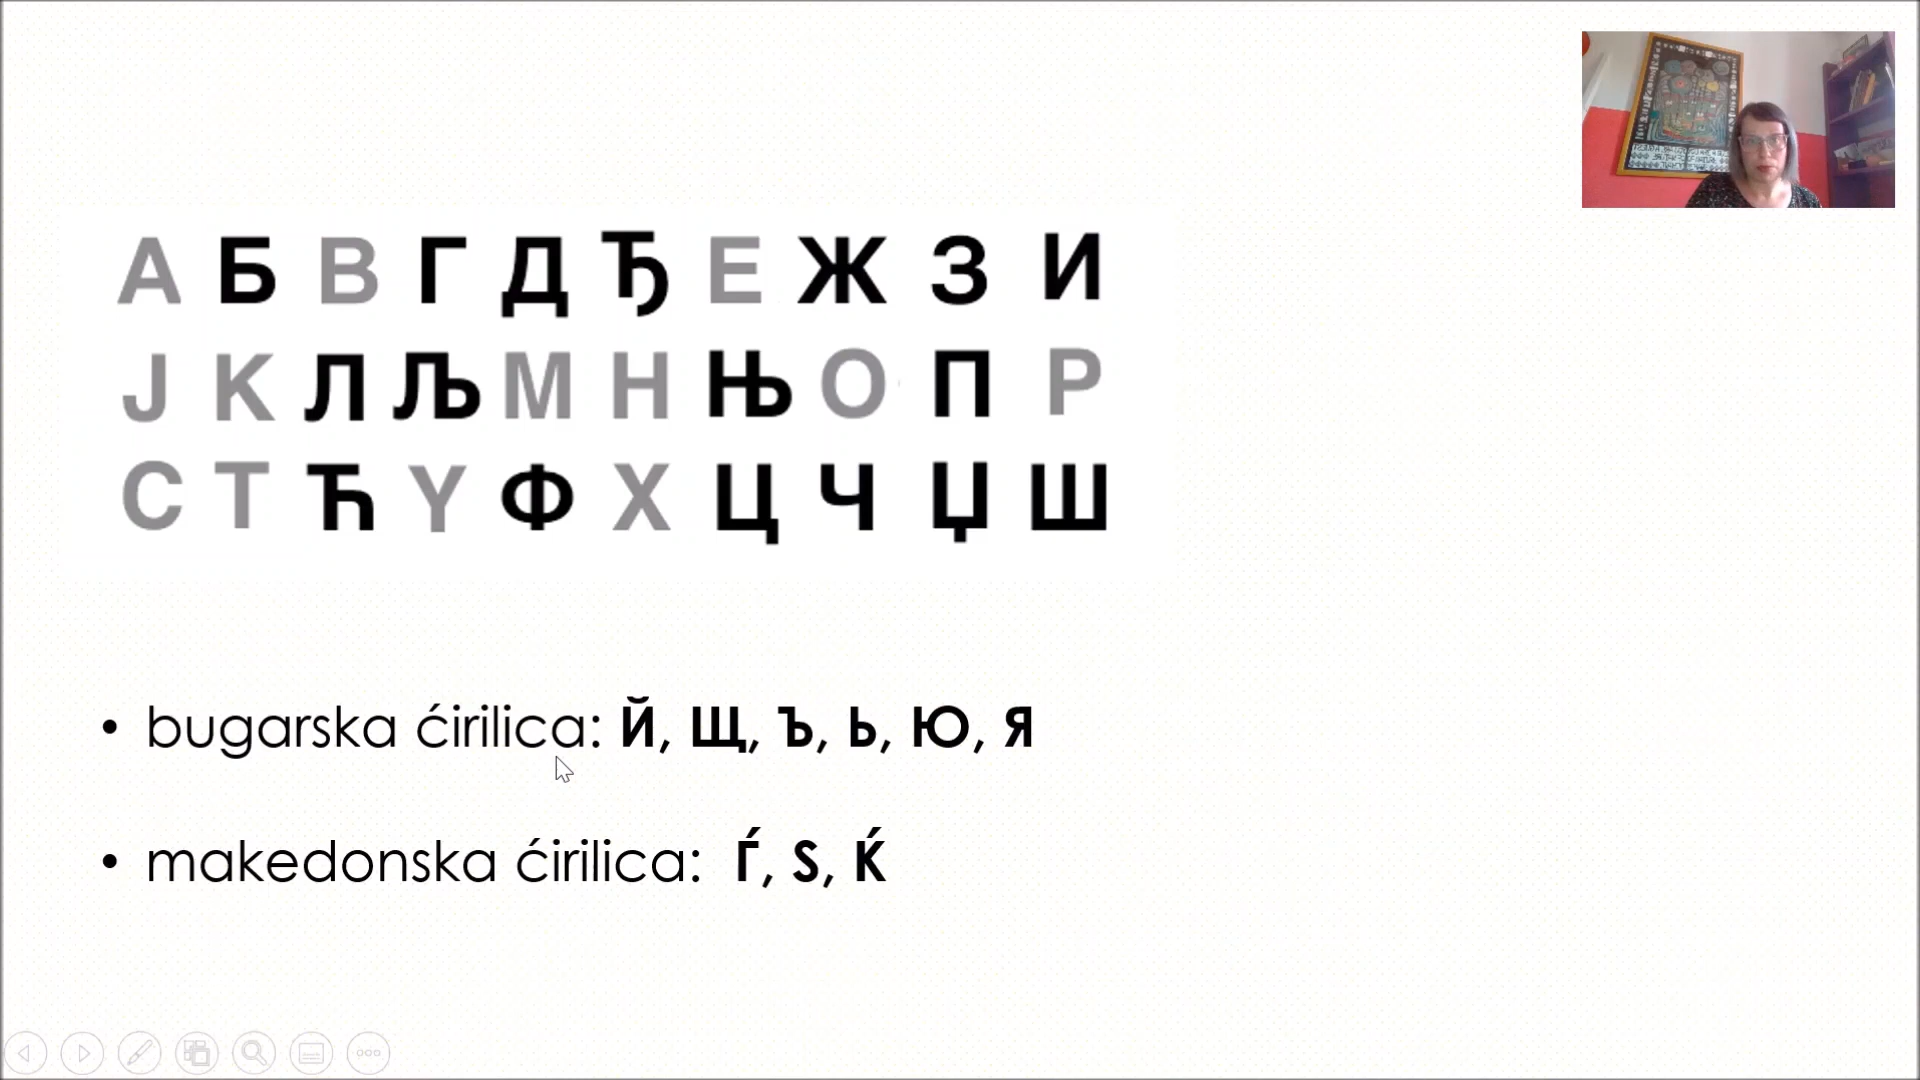 А Б В Г Д Ђ Е Ж З И
Ј К Л Љ М Н Њ О П Р
С Т Ћ Y Ф Х Ц Ч Џ Ш
• bugarska ćirilica: Й, Щ, Ъ, Ь, Ю, Я
• makedonska ćirilica: Ѓ, Ѕ, Ќ